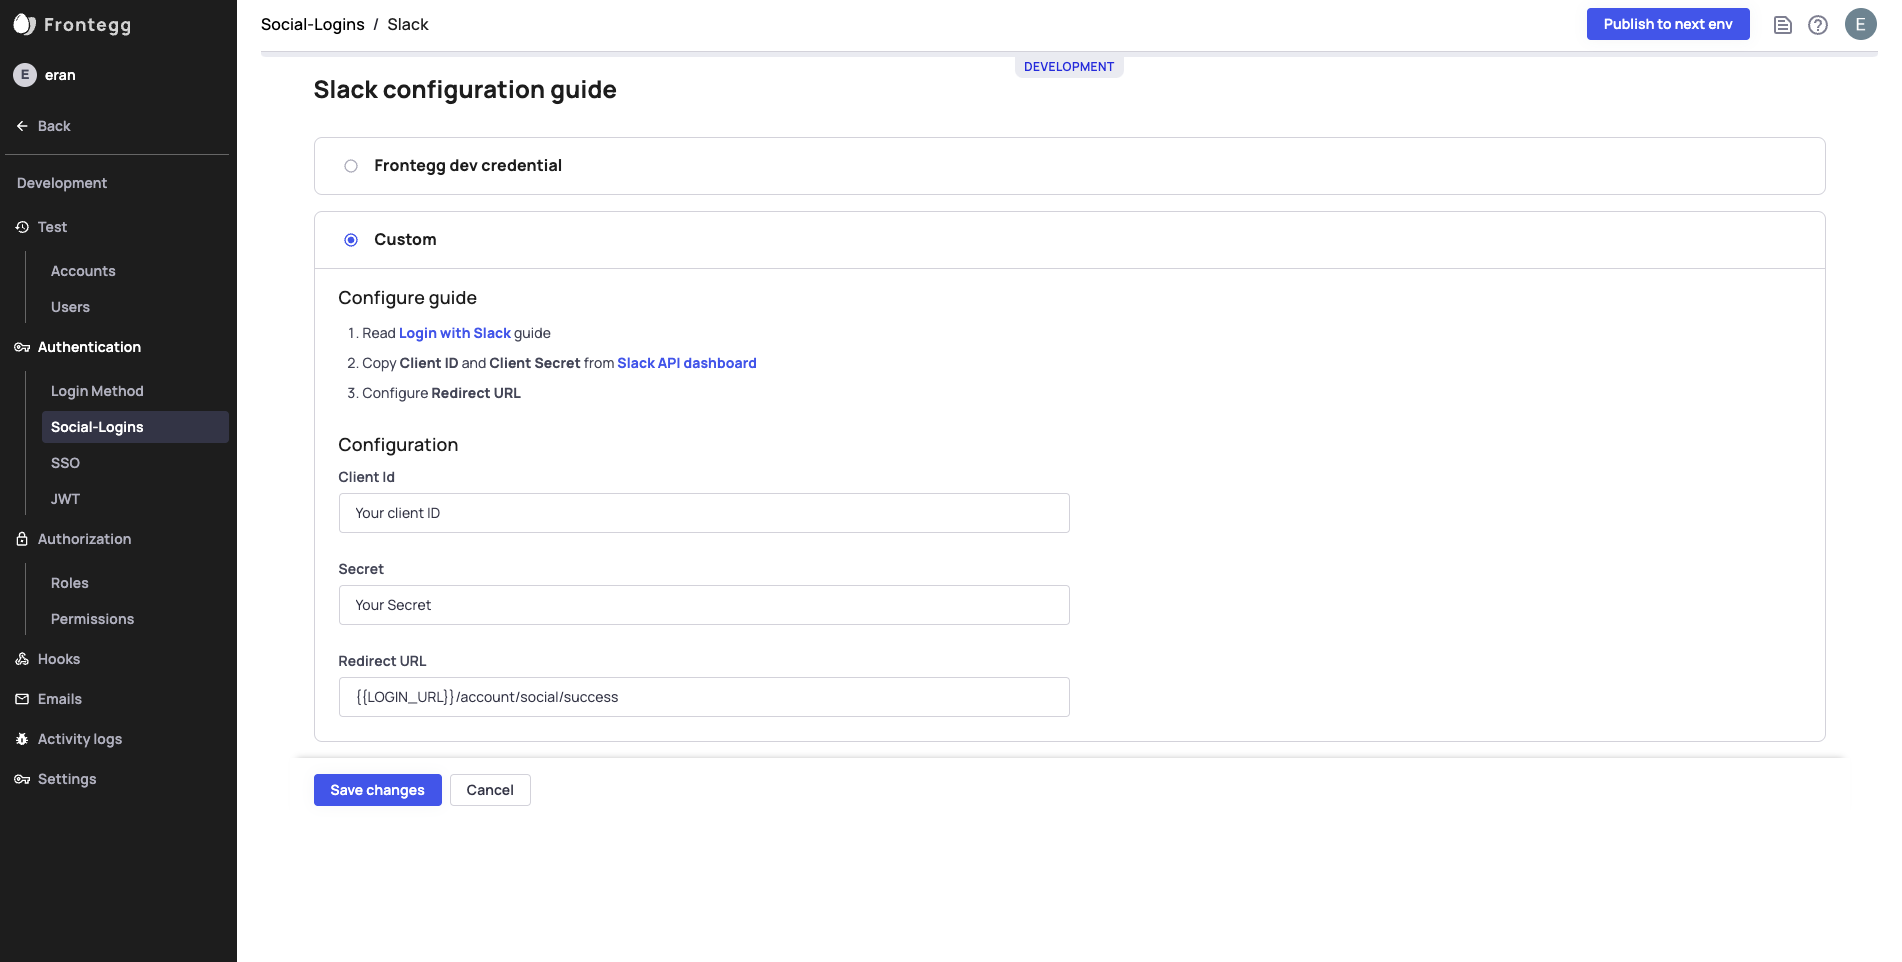 Frontegg
Social-Logins / Slack
Publish to next env
E
E eran
DEVELOPMENT
Back
Development
Test
Accounts
Users
Authentication
Login Method
Social-Logins
SSO
JWT
Authorization
Roles
Permissions
Hooks
Emails
Activity logs
Settings
Slack configuration guide
Frontegg dev credential
Custom
Configure guide
1. Read Login with Slack guide
2. Copy Client ID and Client Secret from Slack API dashboard
3. Configure Redirect URL
Configuration
Client Id
Your client ID
Secret
Your Secret
Redirect URL
{{LOGIN_URL}}/account/social/success
Save changes
Cancel